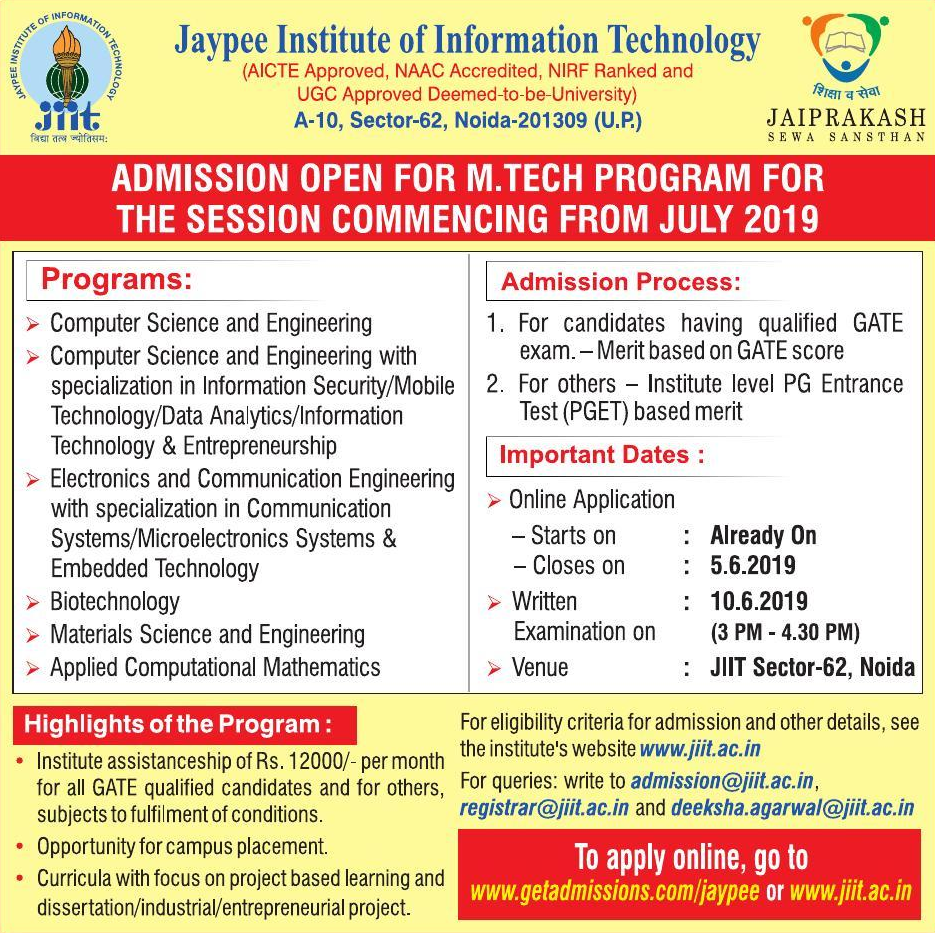 JAYPEE INSTITUTE OF INFORMATION TECHNOLOGY
jiit
विद्या तत्व ज्योतिसमः
Jaypee Institute of Information Technology
(AICTE Approved, NAAC Accredited, NIRF Ranked and
UGC Approved Deemed-to-be-University)
A-10, Sector-62, Noida-201309 (U.P.)
शिक्षा व सेवा
JAIPRAKASH
SEWA SANSTHAN
ADMISSION OPEN FOR M.TECH PROGRAM FOR
THE SESSION COMMENCING FROM JULY 2019
Programs:
➢ Computer Science and Engineering
➢ Computer Science and Engineering with
specialization in Information Security/Mobile
Technology/Data Analytics/Information
Technology & Entrepreneurship
➢ Electronics and Communication Engineering
with specialization in Communication
Systems/Microelectronics Systems &
Embedded Technology
➢ Biotechnology
➢ Materials Science and Engineering
➢ Applied Computational Mathematics
Admission Process:
1. For candidates having qualified GATE
exam. – Merit based on GATE score
2. For others – Institute level PG Entrance
Test (PGET) based merit
Important Dates :
➢ Online Application
– Starts on : Already On
– Closes on : 5.6.2019
➢ Written : 10.6.2019
Examination on (3 PM - 4.30 PM)
➢ Venue : JIIT Sector-62, Noida
Highlights of the Program :
• Institute assistanceship of Rs. 12000/- per month
for all GATE qualified candidates and for others,
subjects to fulfilment of conditions.
• Opportunity for campus placement.
• Curricula with focus on project based learning and
dissertation/industrial/entrepreneurial project.
For eligibility criteria for admission and other details, see
the institute's website www.jiit.ac.in
For queries: write to admission@jiit.ac.in,
registrar@jiit.ac.in and deeksha.agarwal@jiit.ac.in
To apply online, go to
www.getadmissions.com/jaypee or www.jiit.ac.in